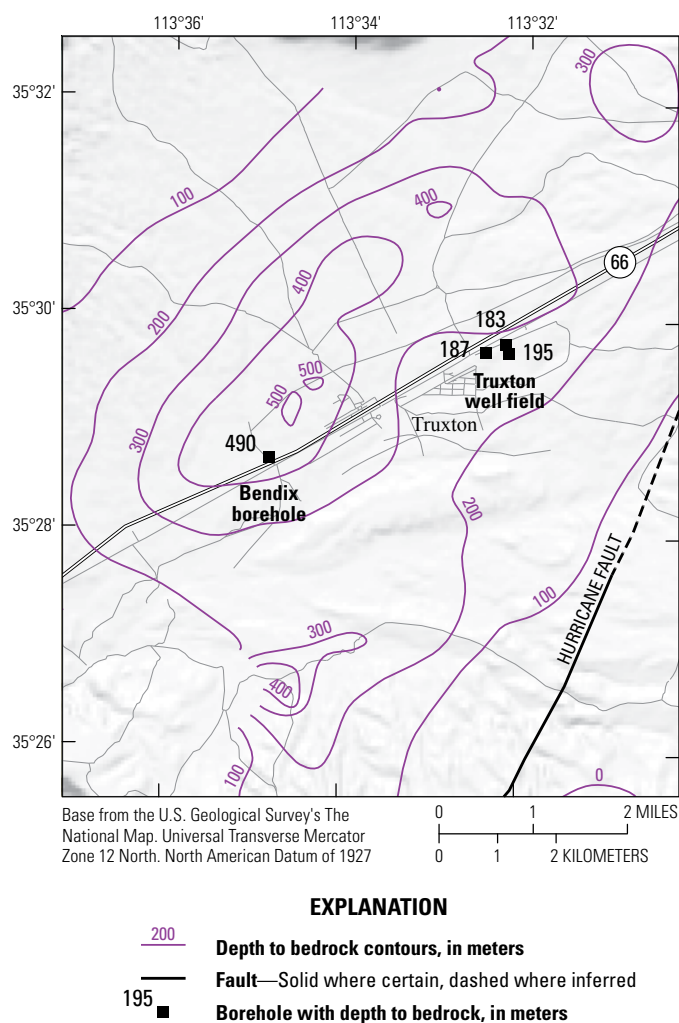 113°36'
113°34'
113°32'
35°32'
35°30'
35°28'
35°26'
300
100
400
66
200
400
183
187
195
500
Truxton
well field
500
Truxton
490
300
Bendix
borehole
200
HURRICANE FAULT
100
300
400
100
0
Base from the U.S. Geological Survey's The
National Map. Universal Transverse Mercator
Zone 12 North. North American Datum of 1927
0 1 2 MILES
0 1 2 KILOMETERS
EXPLANATION
200 Depth to bedrock contours, in meters
Fault—Solid where certain, dashed where inferred
195 Borehole with depth to bedrock, in meters